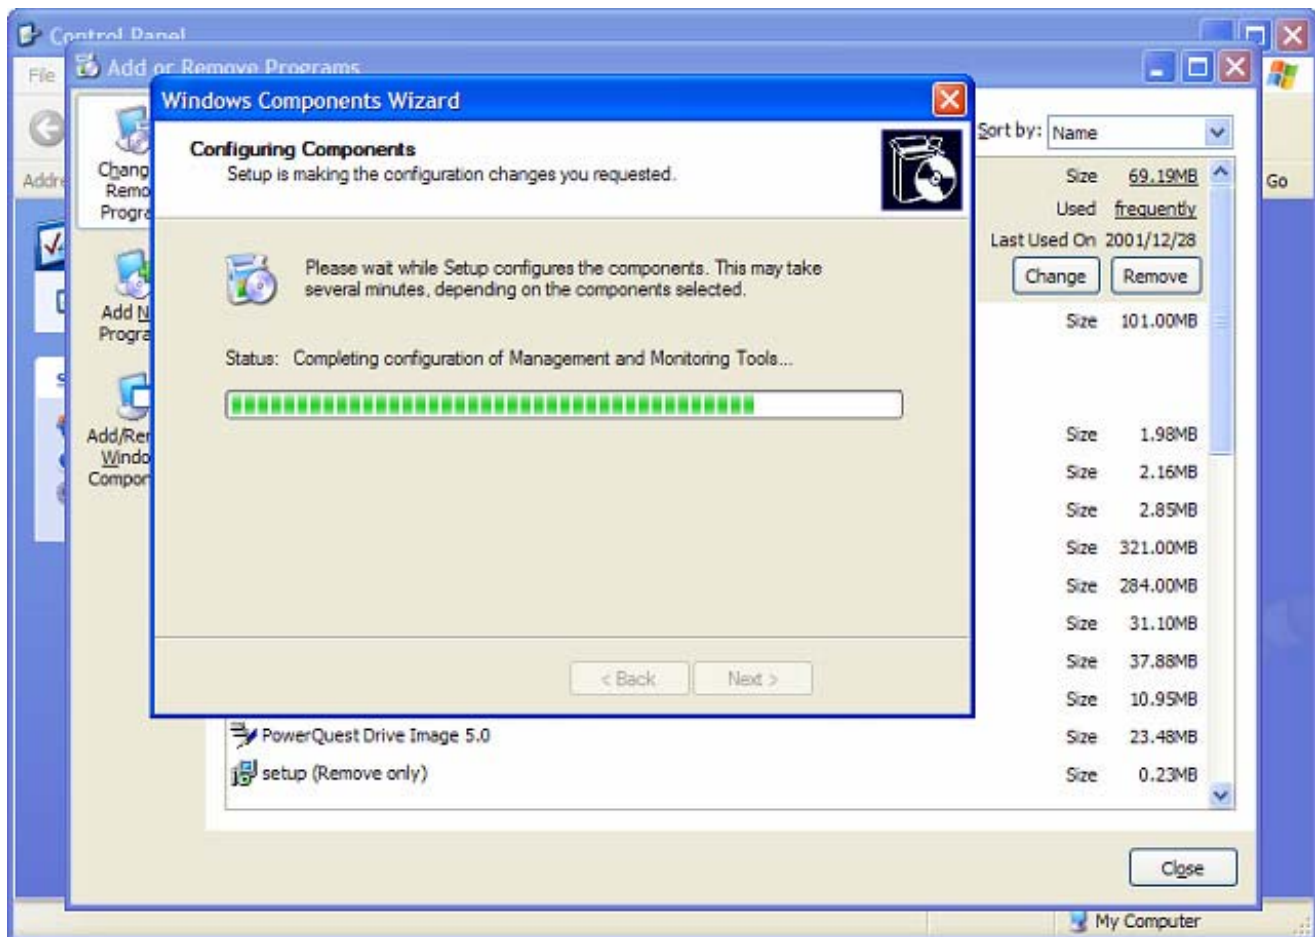 Control Panel
Add or Remove Programs
File
Windows Components Wizard
Configuring Components
Setup is making the configuration changes you requested.
Please wait while Setup configures the components. This may take
several minutes, depending on the components selected.
Status: Completing configuration of Management and Monitoring Tools...
< Back Next >
Sort by: Name
Size 69.19MB
Used frequently
Last Used On 2001/12/28
Change Remove
Size 101.00MB
Size 1.98MB
Size 2.16MB
Size 2.85MB
Size 321.00MB
Size 284.00MB
Size 31.10MB
Size 37.88MB
Size 10.95MB
PowerQuest Drive Image 5.0 Size 23.48MB
setup (Remove only) Size 0.23MB
Go
Close
My Computer